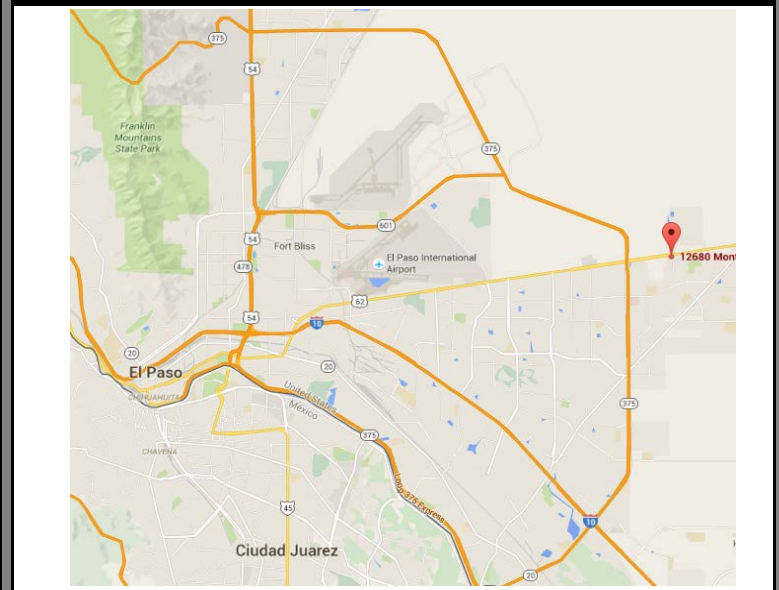 375
54
Franklin
Mountains
State Park
375
601
54
Fort Bliss
478
El Paso International
Airport
12680 Mont
62
54
10
20
El Paso
20
CHIHUAHUITA
United States
México
375
375
CHAVEÑA
Loop 375 Express
45
10
Ciudad Juarez
20